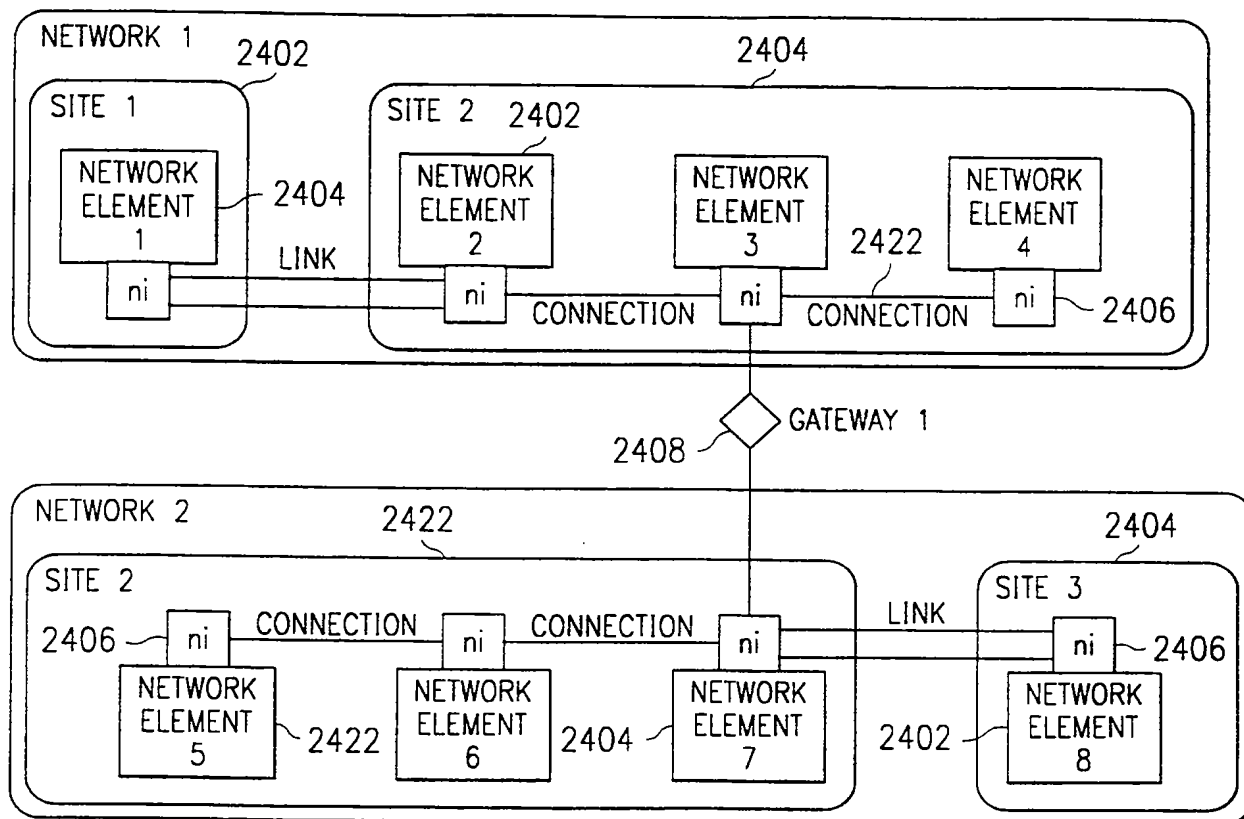 NETWORK 1
2402
2404
SITE 1
SITE 2
2402
NETWORK
ELEMENT
1
2404
NETWORK
ELEMENT
2
NETWORK
ELEMENT
3
NETWORK
ELEMENT
4
LINK
2422
ni
ni
ni
ni
CONNECTION
CONNECTION
2406
2408
GATEWAY 1
NETWORK 2
2422
2404
SITE 2
SITE 3
CONNECTION
CONNECTION
LINK
2406
ni
ni
ni
ni
2406
NETWORK
ELEMENT
5
2422
NETWORK
ELEMENT
6
2404
NETWORK
ELEMENT
7
2402
NETWORK
ELEMENT
8